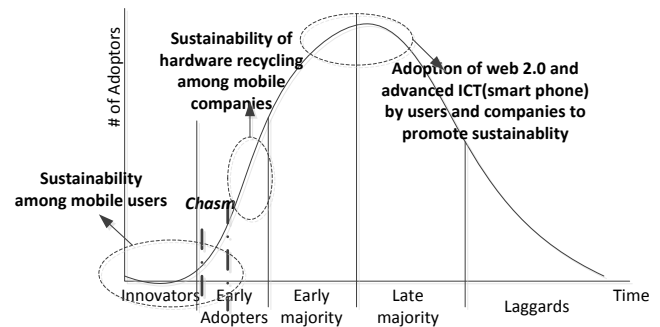 # of Adoptors
Sustainability of
hardware recycling
among mobile
companies
Adoption of web 2.0 and
advanced ICT(smart phone)
by users and companies to
promote sustainablity
Sustainability
among mobile users
Chasm
Innovators
Early
Adopters
Early
majority
Late
majority
Laggards
Time